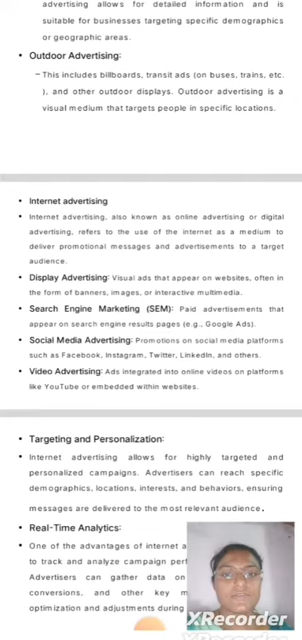 advertising allows for detailed information and is
suitable for businesses targeting specific demographics
or geographic areas.
• Outdoor Advertising:
– This includes billboards, transit ads (on buses, trains, etc.
), and other outdoor displays. Outdoor advertising is a
visual medium that targets people in specific locations.
• Internet advertising
• Internet advertising, also known as online advertising or digital
advertising, refers to the use of the internet as a medium to
deliver promotional messages and advertisements to a target
audience.
• Display Advertising: Visual ads that appear on websites, often in
the form of banners, images, or interactive multimedia.
• Search Engine Marketing (SEM): Paid advertisements that
appear on search engine results pages (e.g., Google Ads).
• Social Media Advertising: Promotions on social media platforms
such as Facebook, Instagram, Twitter, LinkedIn, and others.
• Video Advertising: Ads integrated into online videos on platforms
like YouTube or embedded within websites.
• Targeting and Personalization:
• Internet advertising allows for highly targeted and
personalized campaigns. Advertisers can reach specific
demographics, locations, interests, and behaviors, ensuring
messages are delivered to the most relevant audience.
• Real-Time Analytics:
• One of the advantages of internet a
to track and analyze campaign perf
Advertisers can gather data on
conversions, and other key m
optimization and adjustments during
XRecorder
XRecorder